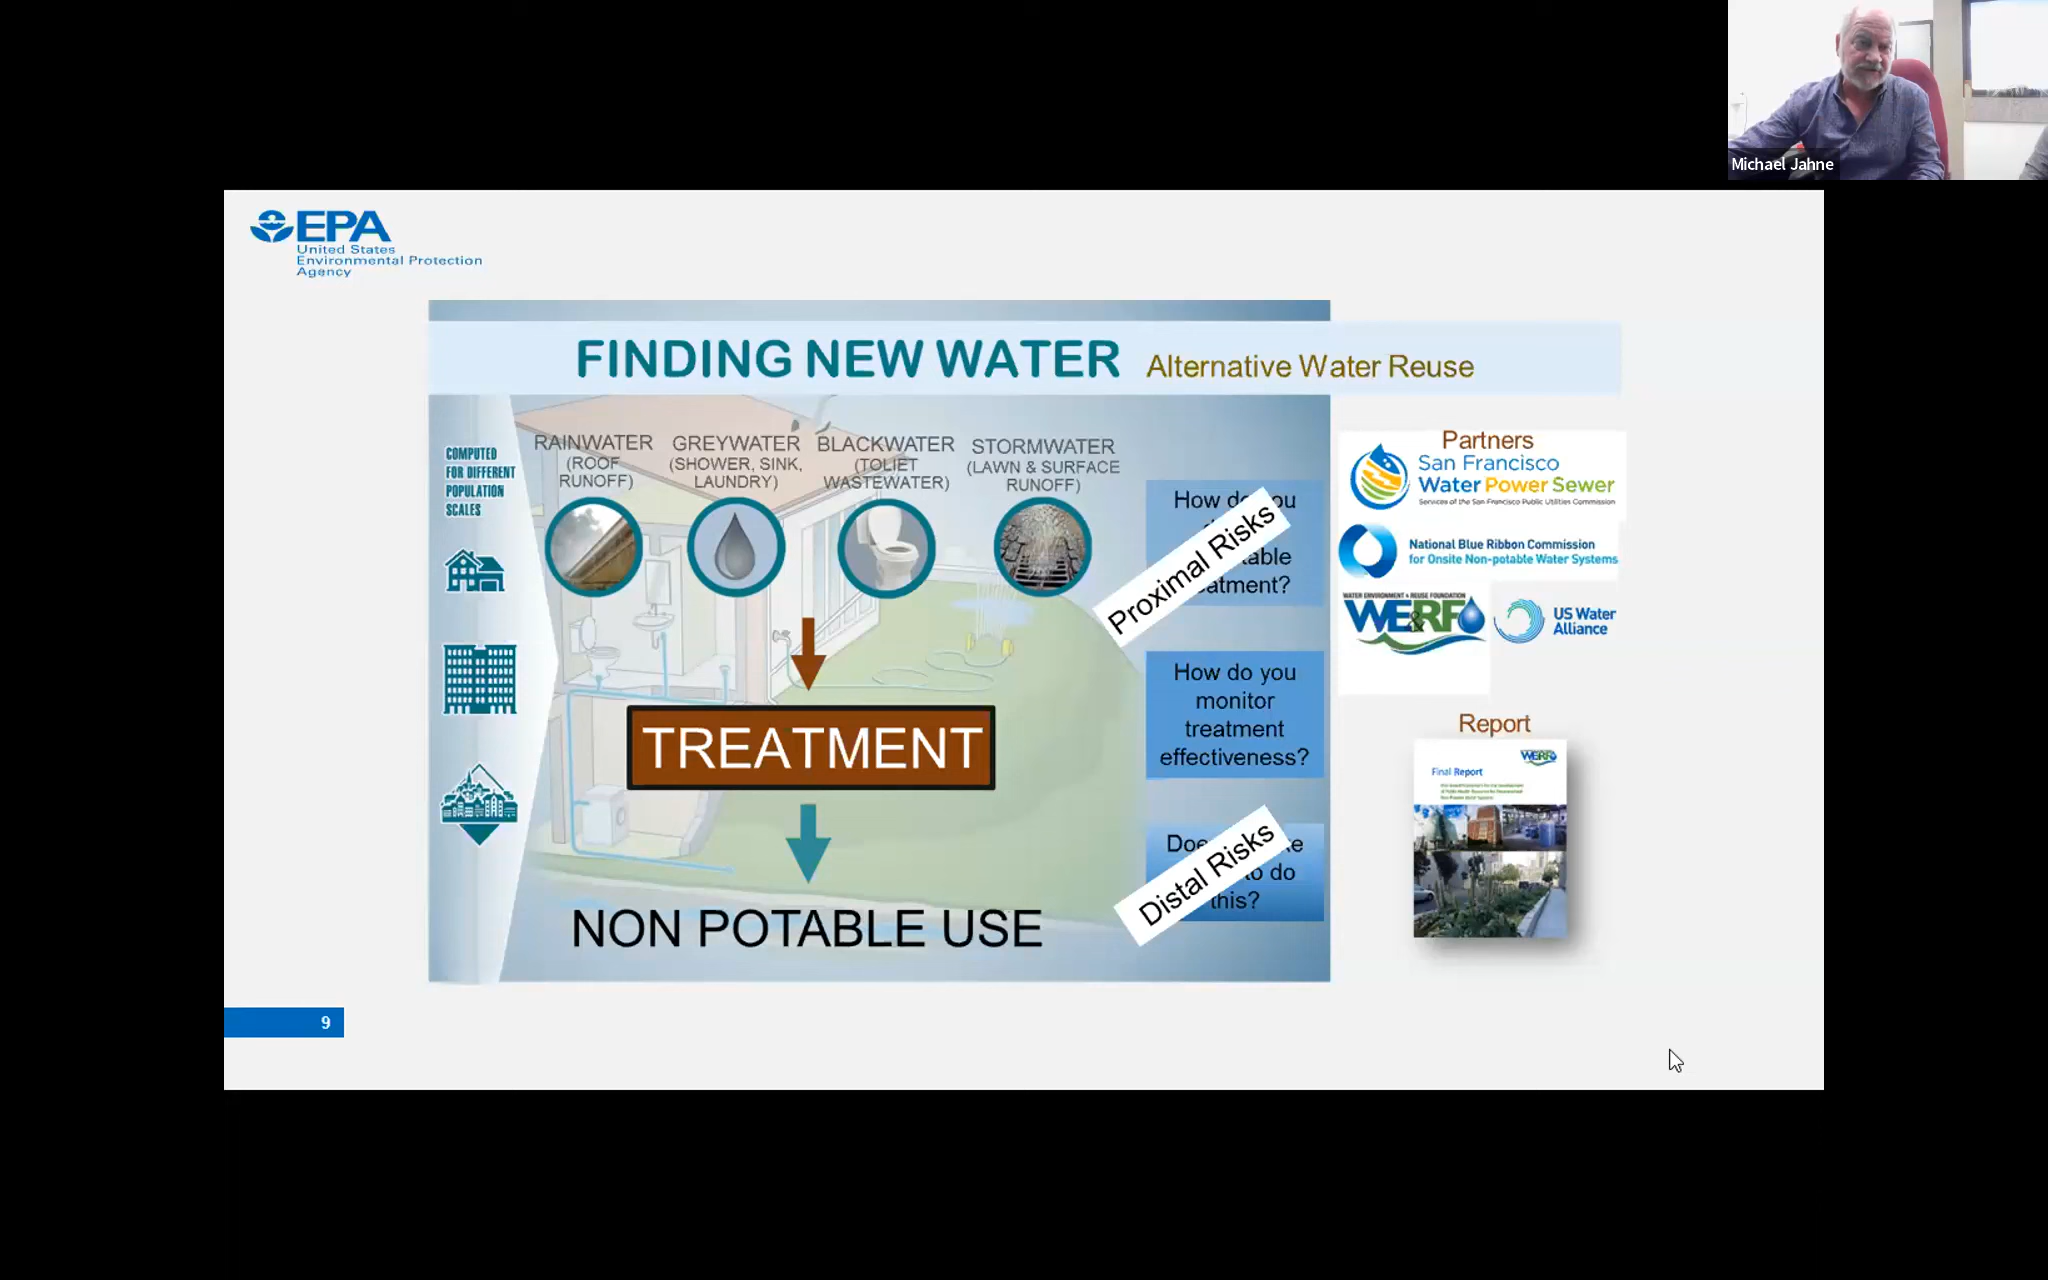 Michael Jahne
EPA
United States
Environmental Protection
Agency
FINDING NEW WATER Alternative Water Reuse
COMPUTED
FOR DIFFERENT
POPULATION
SCALES
RAINWATER
(ROOF
RUNOFF)
GREYWATER
(SHOWER, SINK,
LAUNDRY)
BLACKWATER
(TOLIET
WASTEWATER)
STORMWATER
(LAWN & SURFACE
RUNOFF)
TREATMENT
NON POTABLE USE
How do you
treatment?
Proximal Risks
How do you
monitor
treatment
effectiveness?
to do
this?
Distal Risks
Partners
San Francisco
Water Power Sewer
Services of the San Francisco Public Utilities Commission
National Blue Ribbon Commission
for Onsite Non-potable Water Systems
WATER ENVIRONMENT & REUSE FOUNDATION
WE&RF
US Water
Alliance
Report
WE&RF
Final Report
9